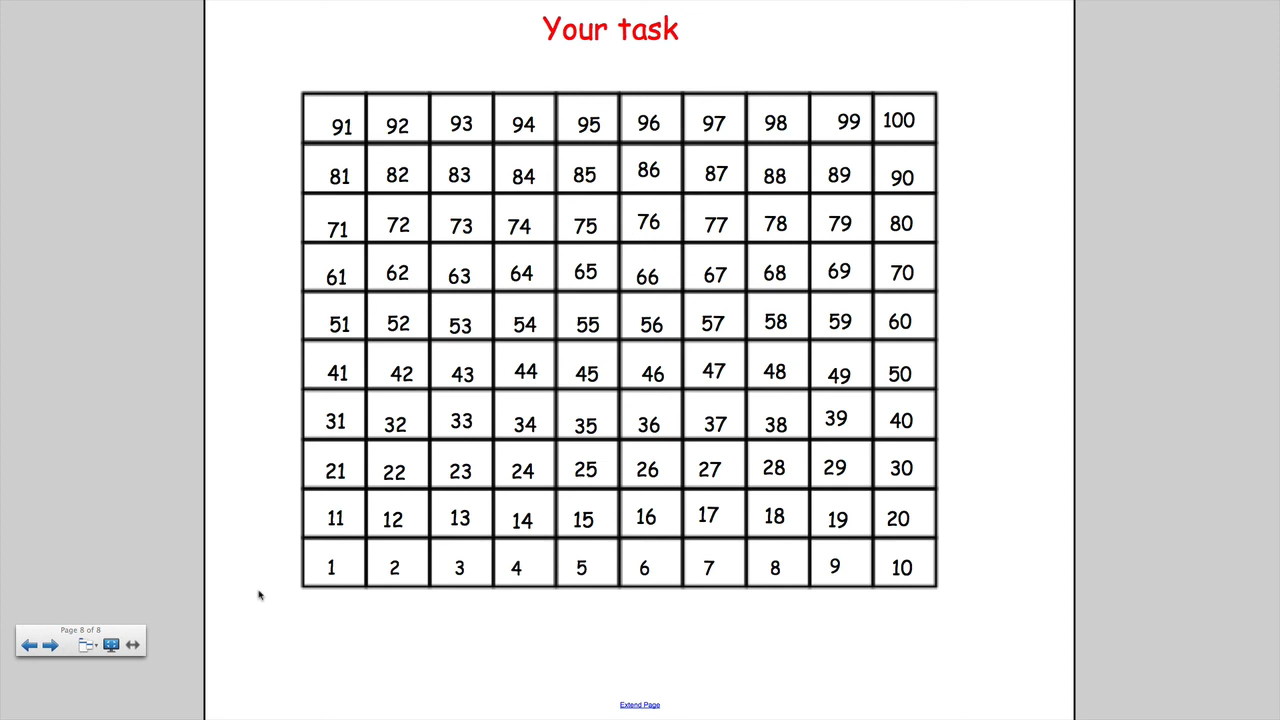 Your task
91 92 93 94 95 96 97 98 99 100
81 82 83 84 85 86 87 88 89 90
71 72 73 74 75 76 77 78 79 80
61 62 63 64 65 66 67 68 69 70
51 52 53 54 55 56 57 58 59 60
41 42 43 44 45 46 47 48 49 50
31 32 33 34 35 36 37 38 39 40
21 22 23 24 25 26 27 28 29 30
11 12 13 14 15 16 17 18 19 20
1 2 3 4 5 6 7 8 9 10
Page 8 of 8
Extend Page